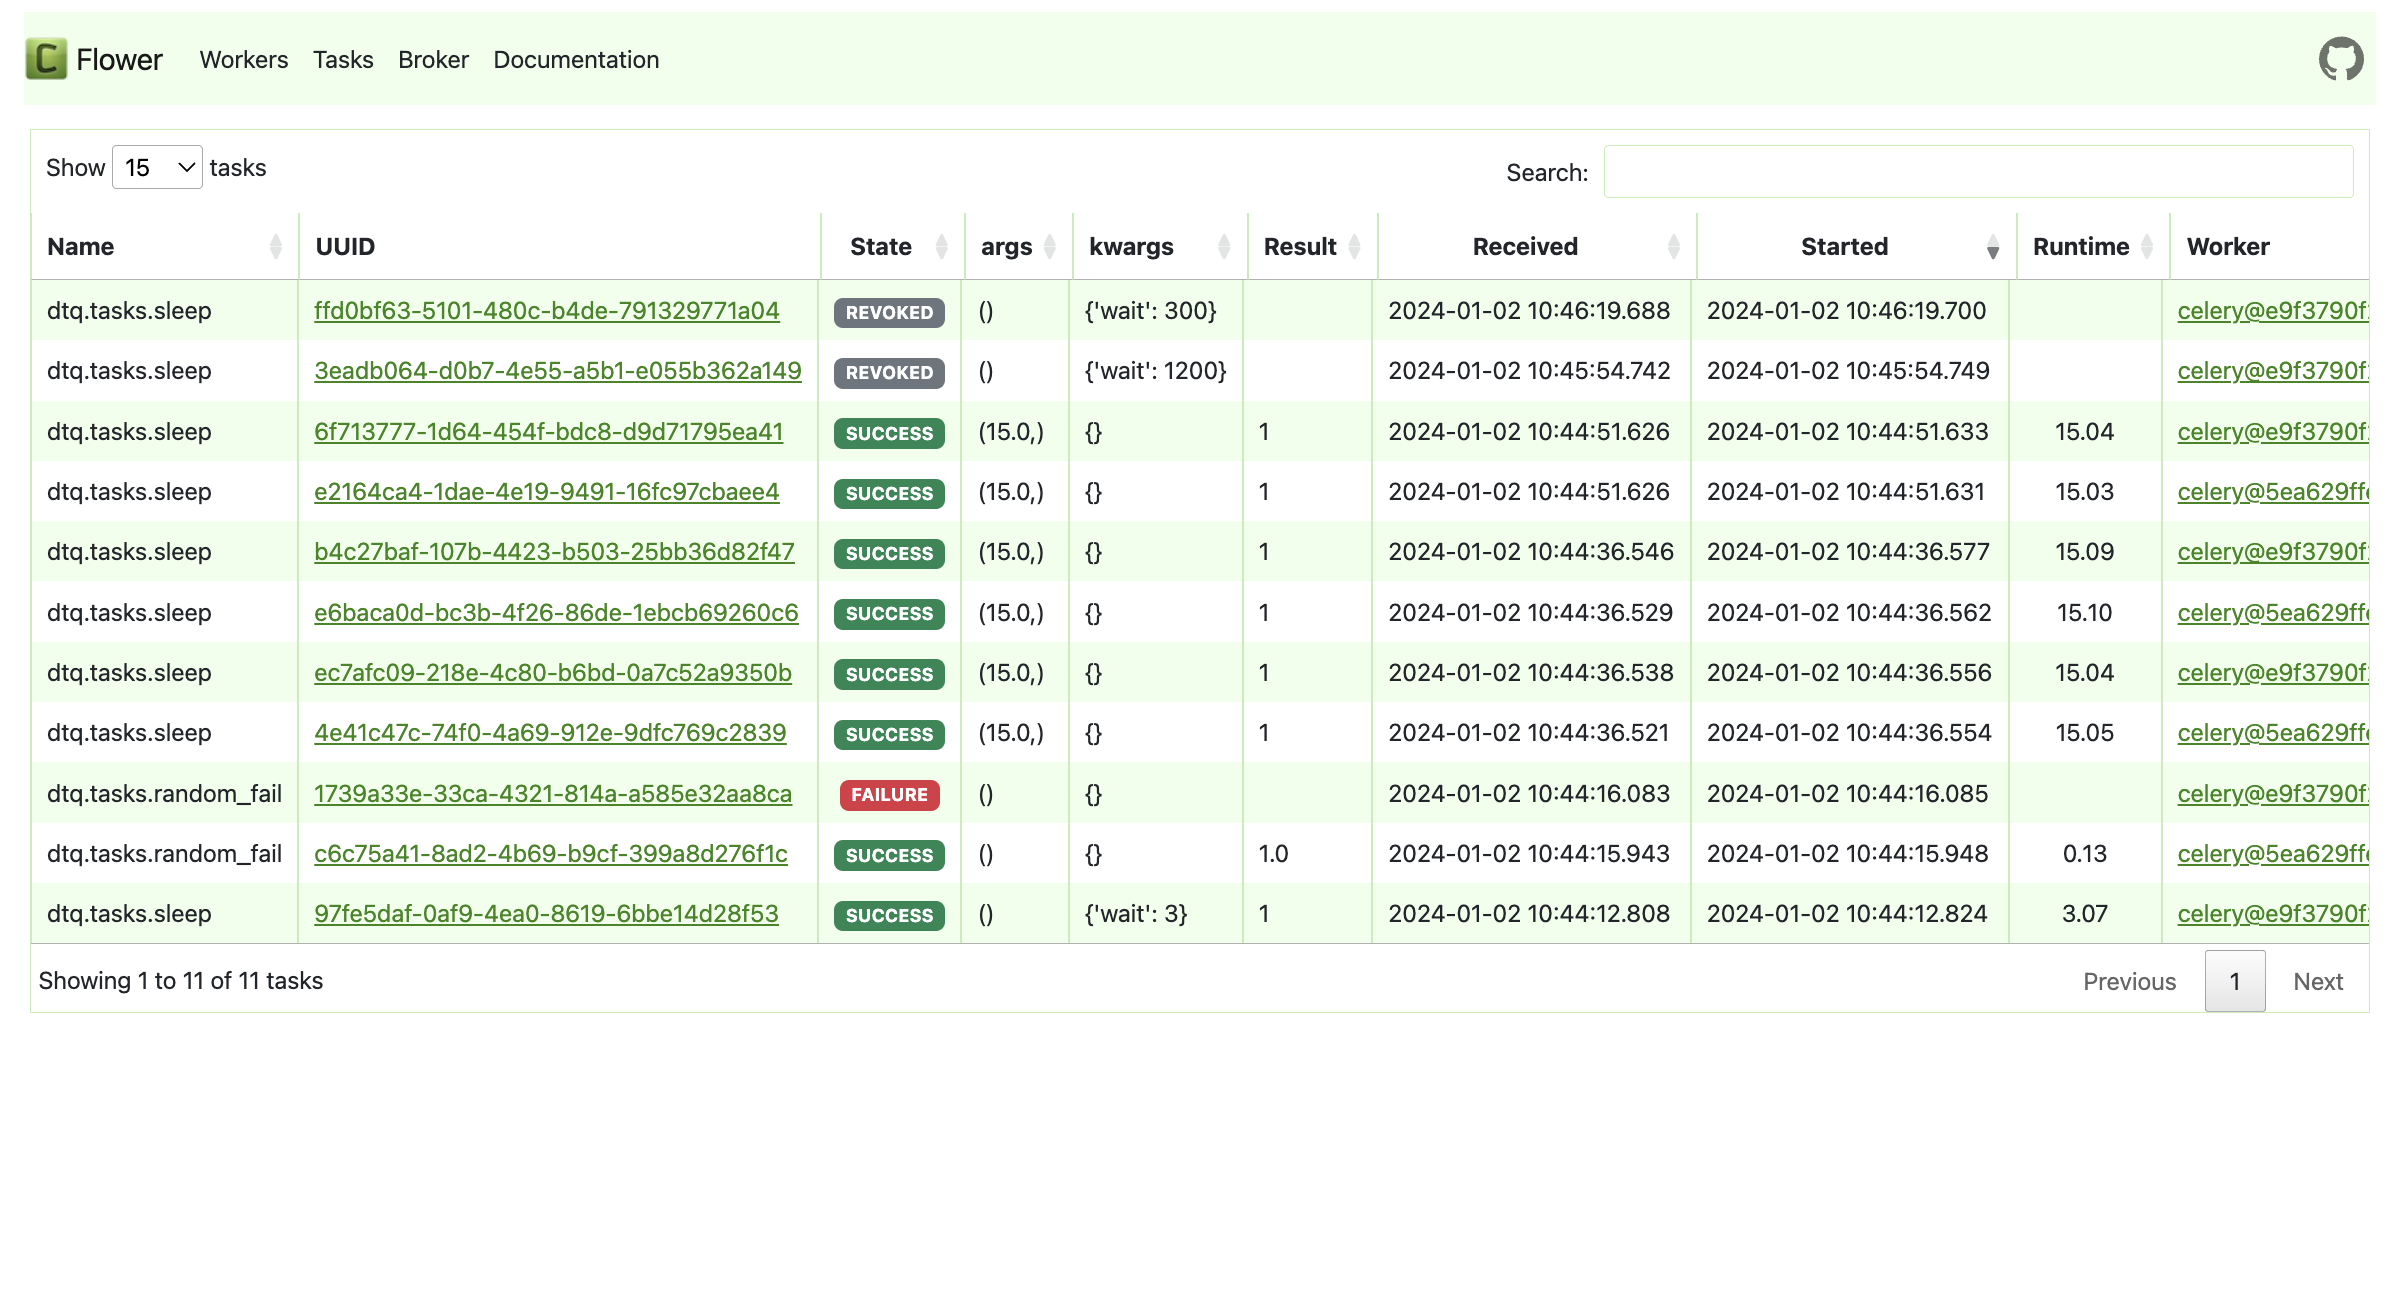 C Flower Workers Tasks Broker Documentation
Show 15 tasks Search:
Name UUID State args kwargs Result Received Started Runtime Worker
dtq.tasks.sleep ffd0bf63-5101-480c-b4de-791329771a04 REVOKED () {'wait': 300} 2024-01-02 10:46:19.688 2024-01-02 10:46:19.700 celery@e9f3790f
dtq.tasks.sleep 3eadb064-d0b7-4e55-a5b1-e055b362a149 REVOKED () {'wait': 1200} 2024-01-02 10:45:54.742 2024-01-02 10:45:54.749 celery@e9f3790f
dtq.tasks.sleep 6f713777-1d64-454f-bdc8-d9d71795ea41 SUCCESS (15.0,) {} 1 2024-01-02 10:44:51.626 2024-01-02 10:44:51.633 15.04 celery@e9f3790f
dtq.tasks.sleep e2164ca4-1dae-4e19-9491-16fc97cbaee4 SUCCESS (15.0,) {} 1 2024-01-02 10:44:51.626 2024-01-02 10:44:51.631 15.03 celery@5ea629ff
dtq.tasks.sleep b4c27baf-107b-4423-b503-25bb36d82f47 SUCCESS (15.0,) {} 1 2024-01-02 10:44:36.546 2024-01-02 10:44:36.577 15.09 celery@e9f3790f
dtq.tasks.sleep e6baca0d-bc3b-4f26-86de-1ebcb69260c6 SUCCESS (15.0,) {} 1 2024-01-02 10:44:36.529 2024-01-02 10:44:36.562 15.10 celery@5ea629ff
dtq.tasks.sleep ec7afc09-218e-4c80-b6bd-0a7c52a9350b SUCCESS (15.0,) {} 1 2024-01-02 10:44:36.538 2024-01-02 10:44:36.556 15.04 celery@e9f3790f
dtq.tasks.sleep 4e41c47c-74f0-4a69-912e-9dfc769c2839 SUCCESS (15.0,) {} 1 2024-01-02 10:44:36.521 2024-01-02 10:44:36.554 15.05 celery@5ea629ff
dtq.tasks.random_fail 1739a33e-33ca-4321-814a-a585e32aa8ca FAILURE () {} 2024-01-02 10:44:16.083 2024-01-02 10:44:16.085 celery@e9f3790f
dtq.tasks.random_fail c6c75a41-8ad2-4b69-b9cf-399a8d276f1c SUCCESS () {} 1.0 2024-01-02 10:44:15.943 2024-01-02 10:44:15.948 0.13 celery@5ea629ff
dtq.tasks.sleep 97fe5daf-0af9-4ea0-8619-6bbe14d28f53 SUCCESS () {'wait': 3} 1 2024-01-02 10:44:12.808 2024-01-02 10:44:12.824 3.07 celery@e9f3790f
Showing 1 to 11 of 11 tasks Previous 1 Next